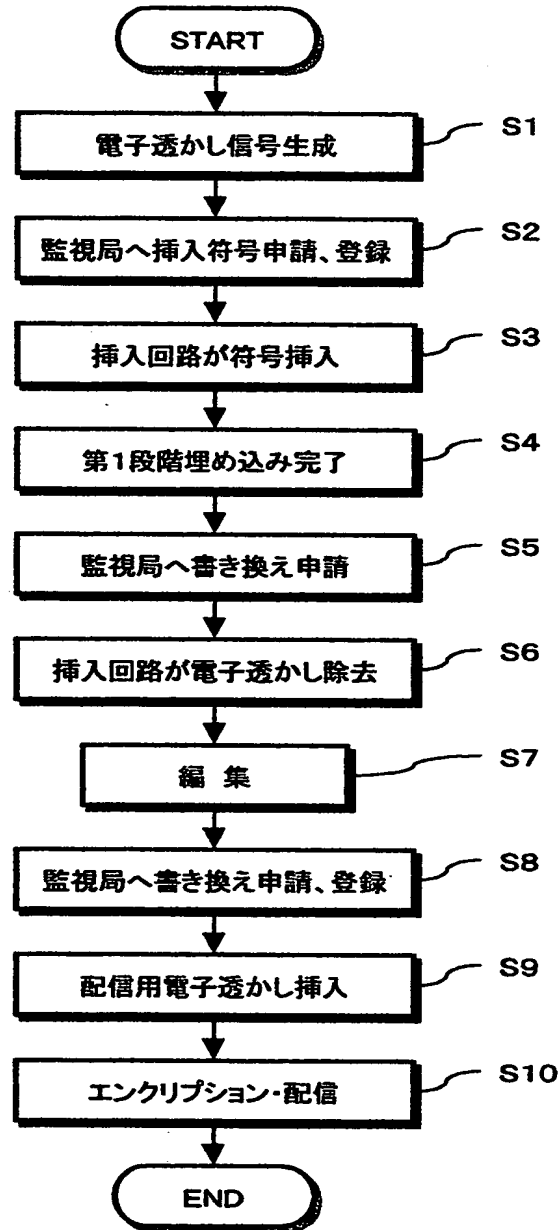 START
電子透かし信号生成 S1
監視局へ挿入符号申請、登録 S2
挿入回路が符号挿入 S3
第1段階埋め込み完了 S4
監視局へ書き換え申請 S5
挿入回路が電子透かし除去 S6
編 集 S7
監視局へ書き換え申請、登録 S8
配信用電子透かし挿入 S9
エンクリプション・配信 S10
END